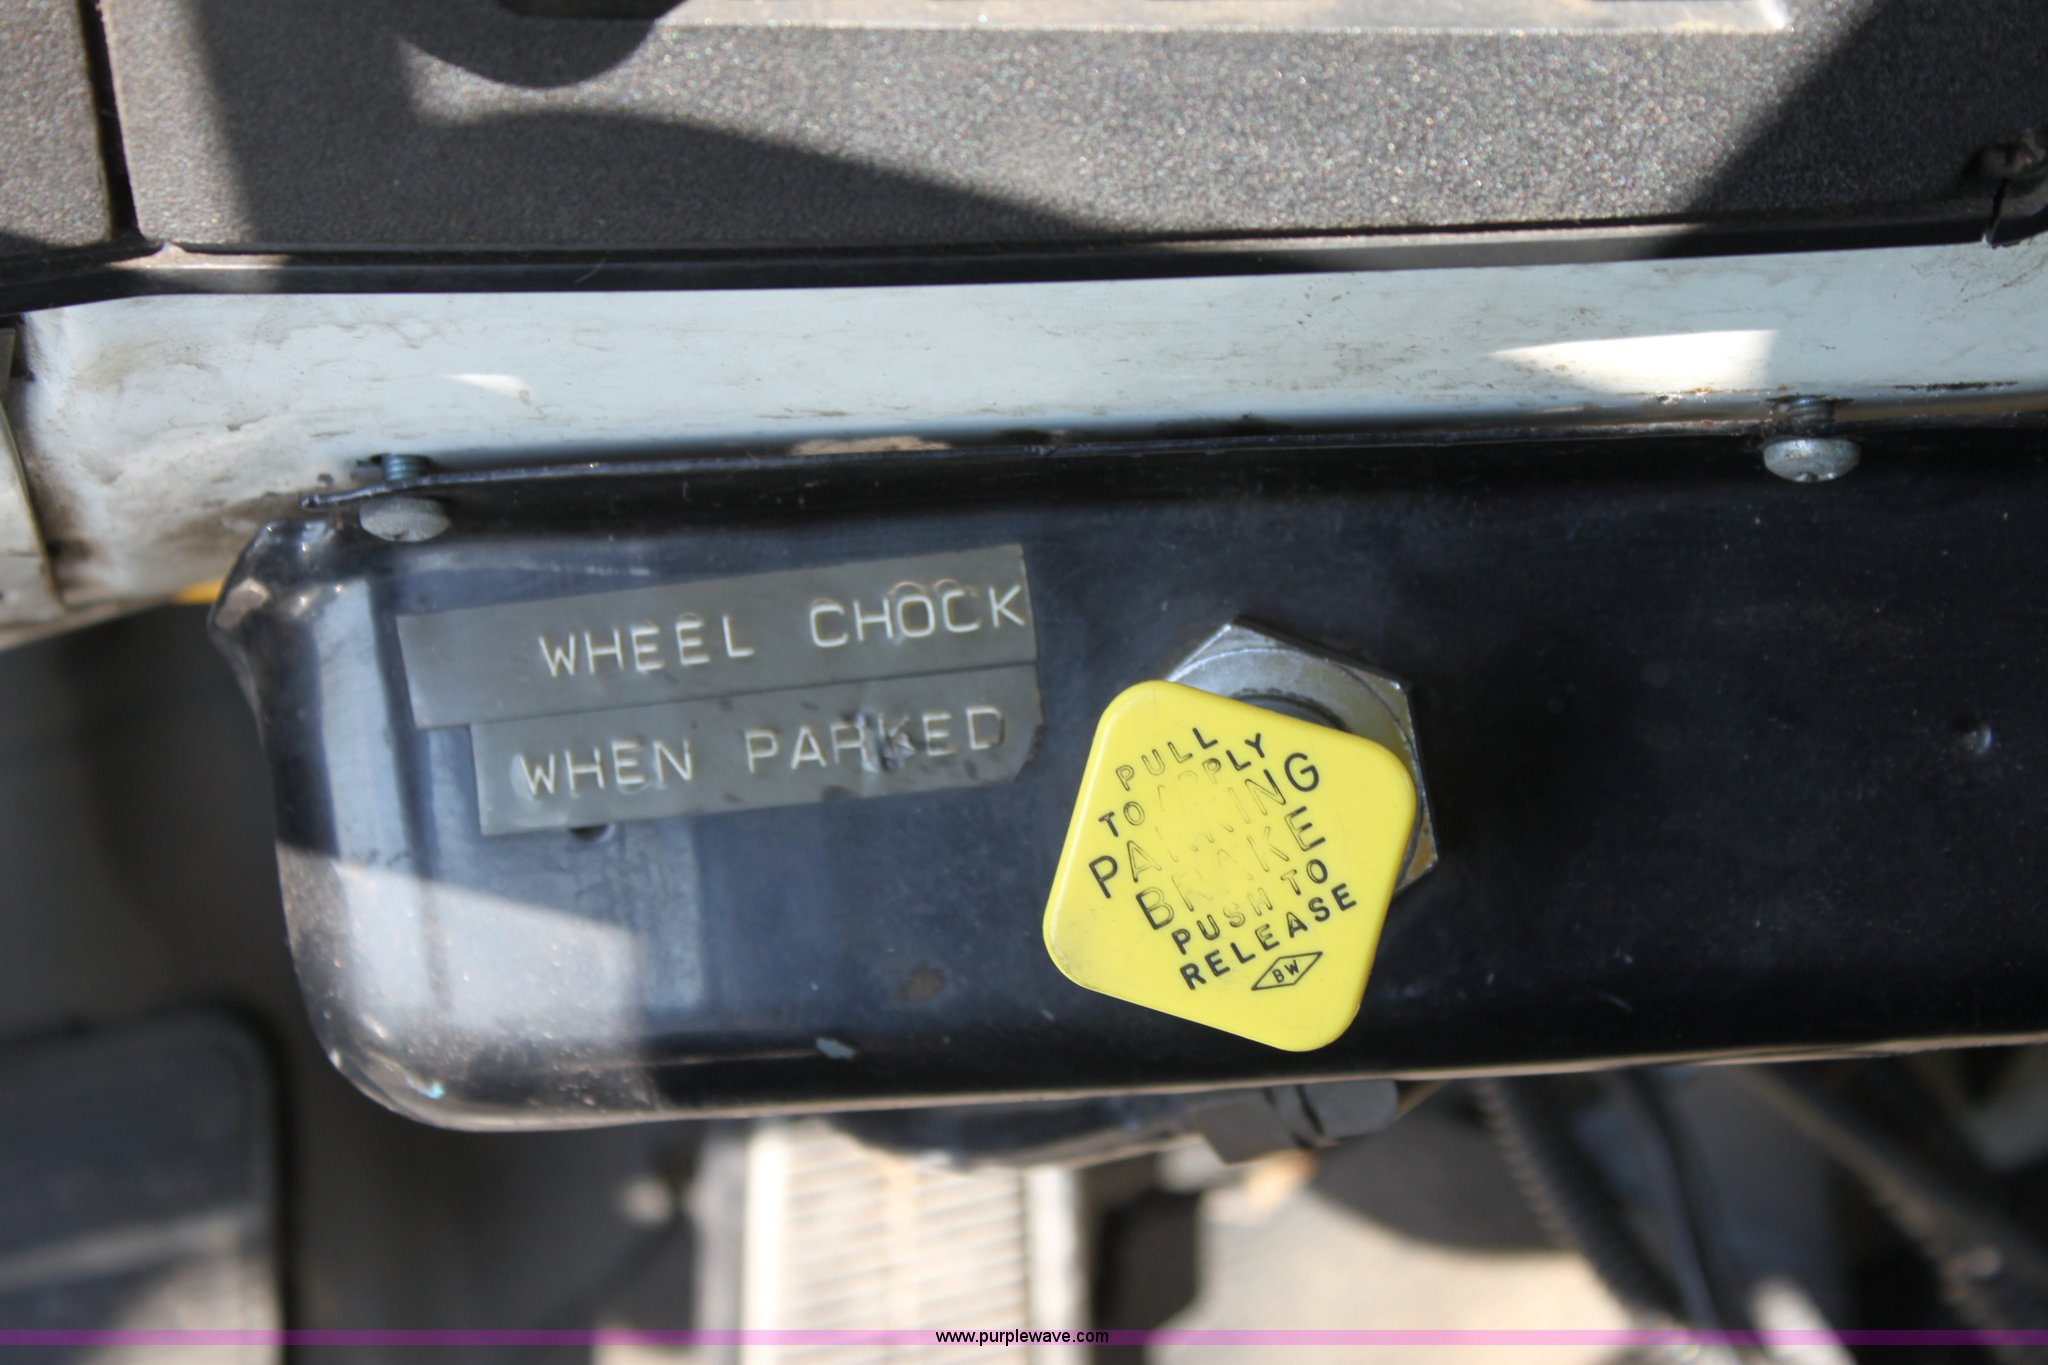 WHEEL CHOCK
WHEN PARKED
PULL
TO APPLY
PARKING
BRAKE
PUSH TO
RELEASE
BW
www.purplewave.com